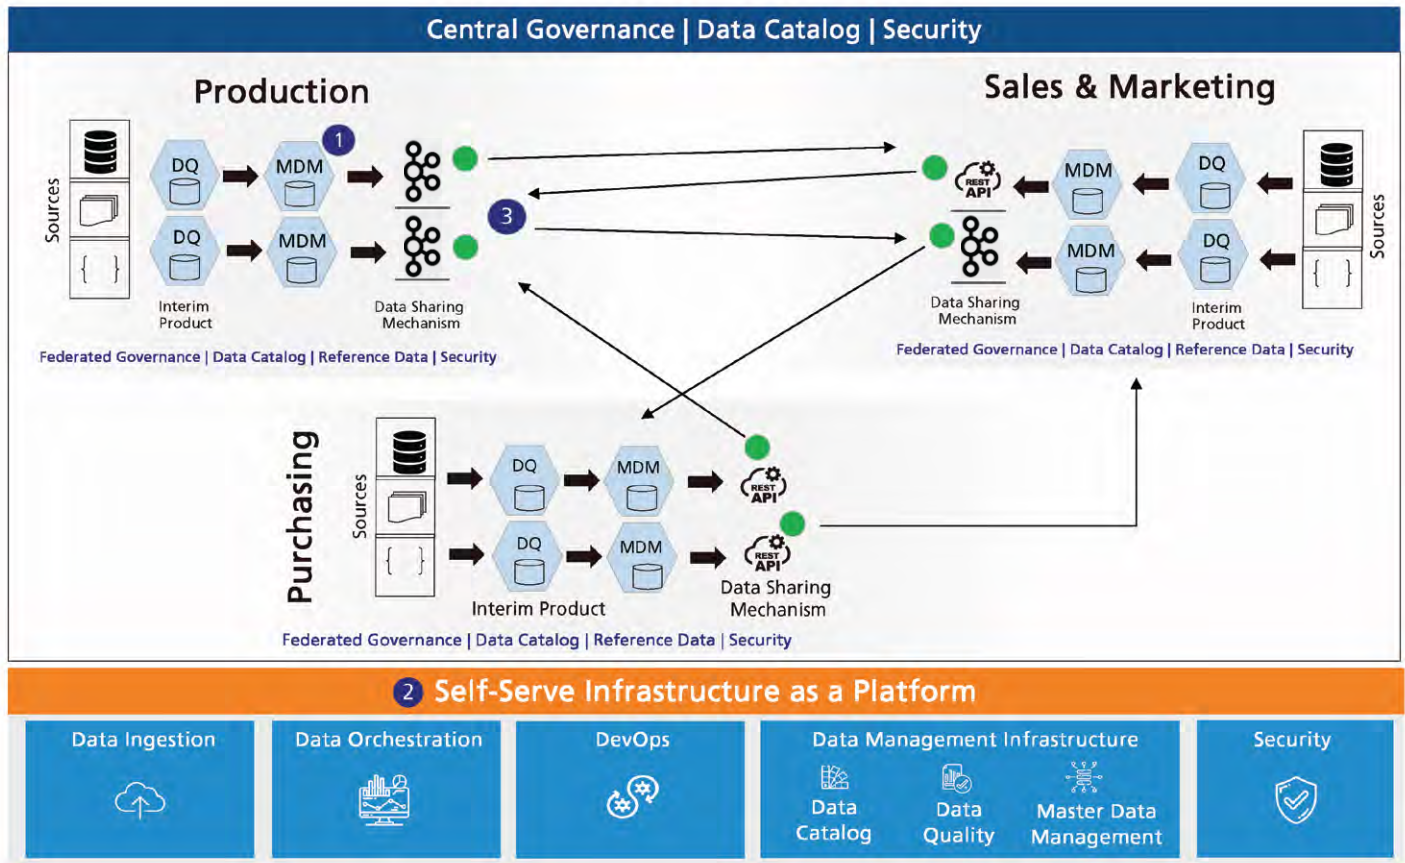 Central Governance | Data Catalog | Security
Production
Sources
DQ
MDM
1
DQ
MDM
Interim
Product
Data Sharing
Mechanism
3
Federated Governance | Data Catalog | Reference Data | Security
Sales & Marketing
REST
API
MDM
DQ
MDM
DQ
Sources
Data Sharing
Mechanism
Interim
Product
Federated Governance | Data Catalog | Reference Data | Security
Purchasing
Sources
{ }
{ }
{ }
DQ
MDM
REST
API
DQ
MDM
REST
API
Interim Product
Data Sharing
Mechanism
Federated Governance | Data Catalog | Reference Data | Security
2 Self-Serve Infrastructure as a Platform
Data Ingestion
Data Orchestration
DevOps
Data Management Infrastructure
Data
Catalog
Data
Quality
Master Data
Management
Security